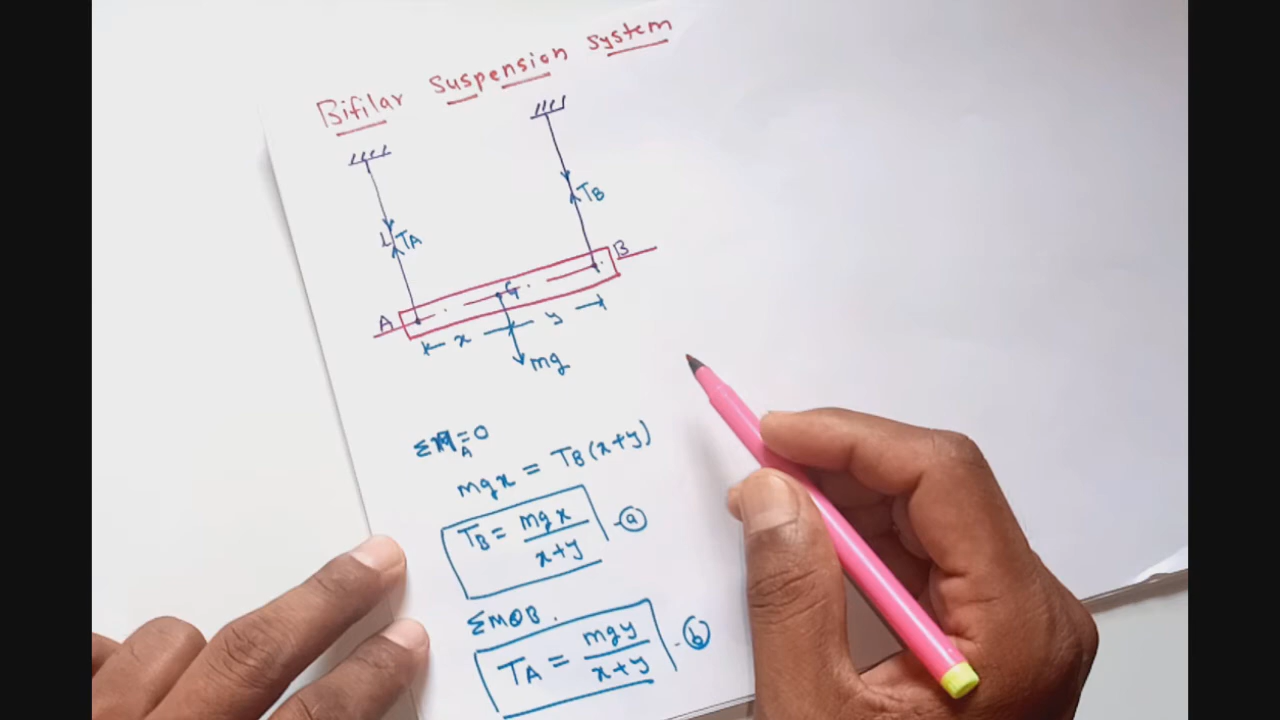 Bifilar Suspension System
TB
TA
B
A
G
x
y
mg
ΣMA=0
mgx = TB(x+y)
TB = mgx/x+y - a
ΣM@B.
TA = mgy/x+y - b